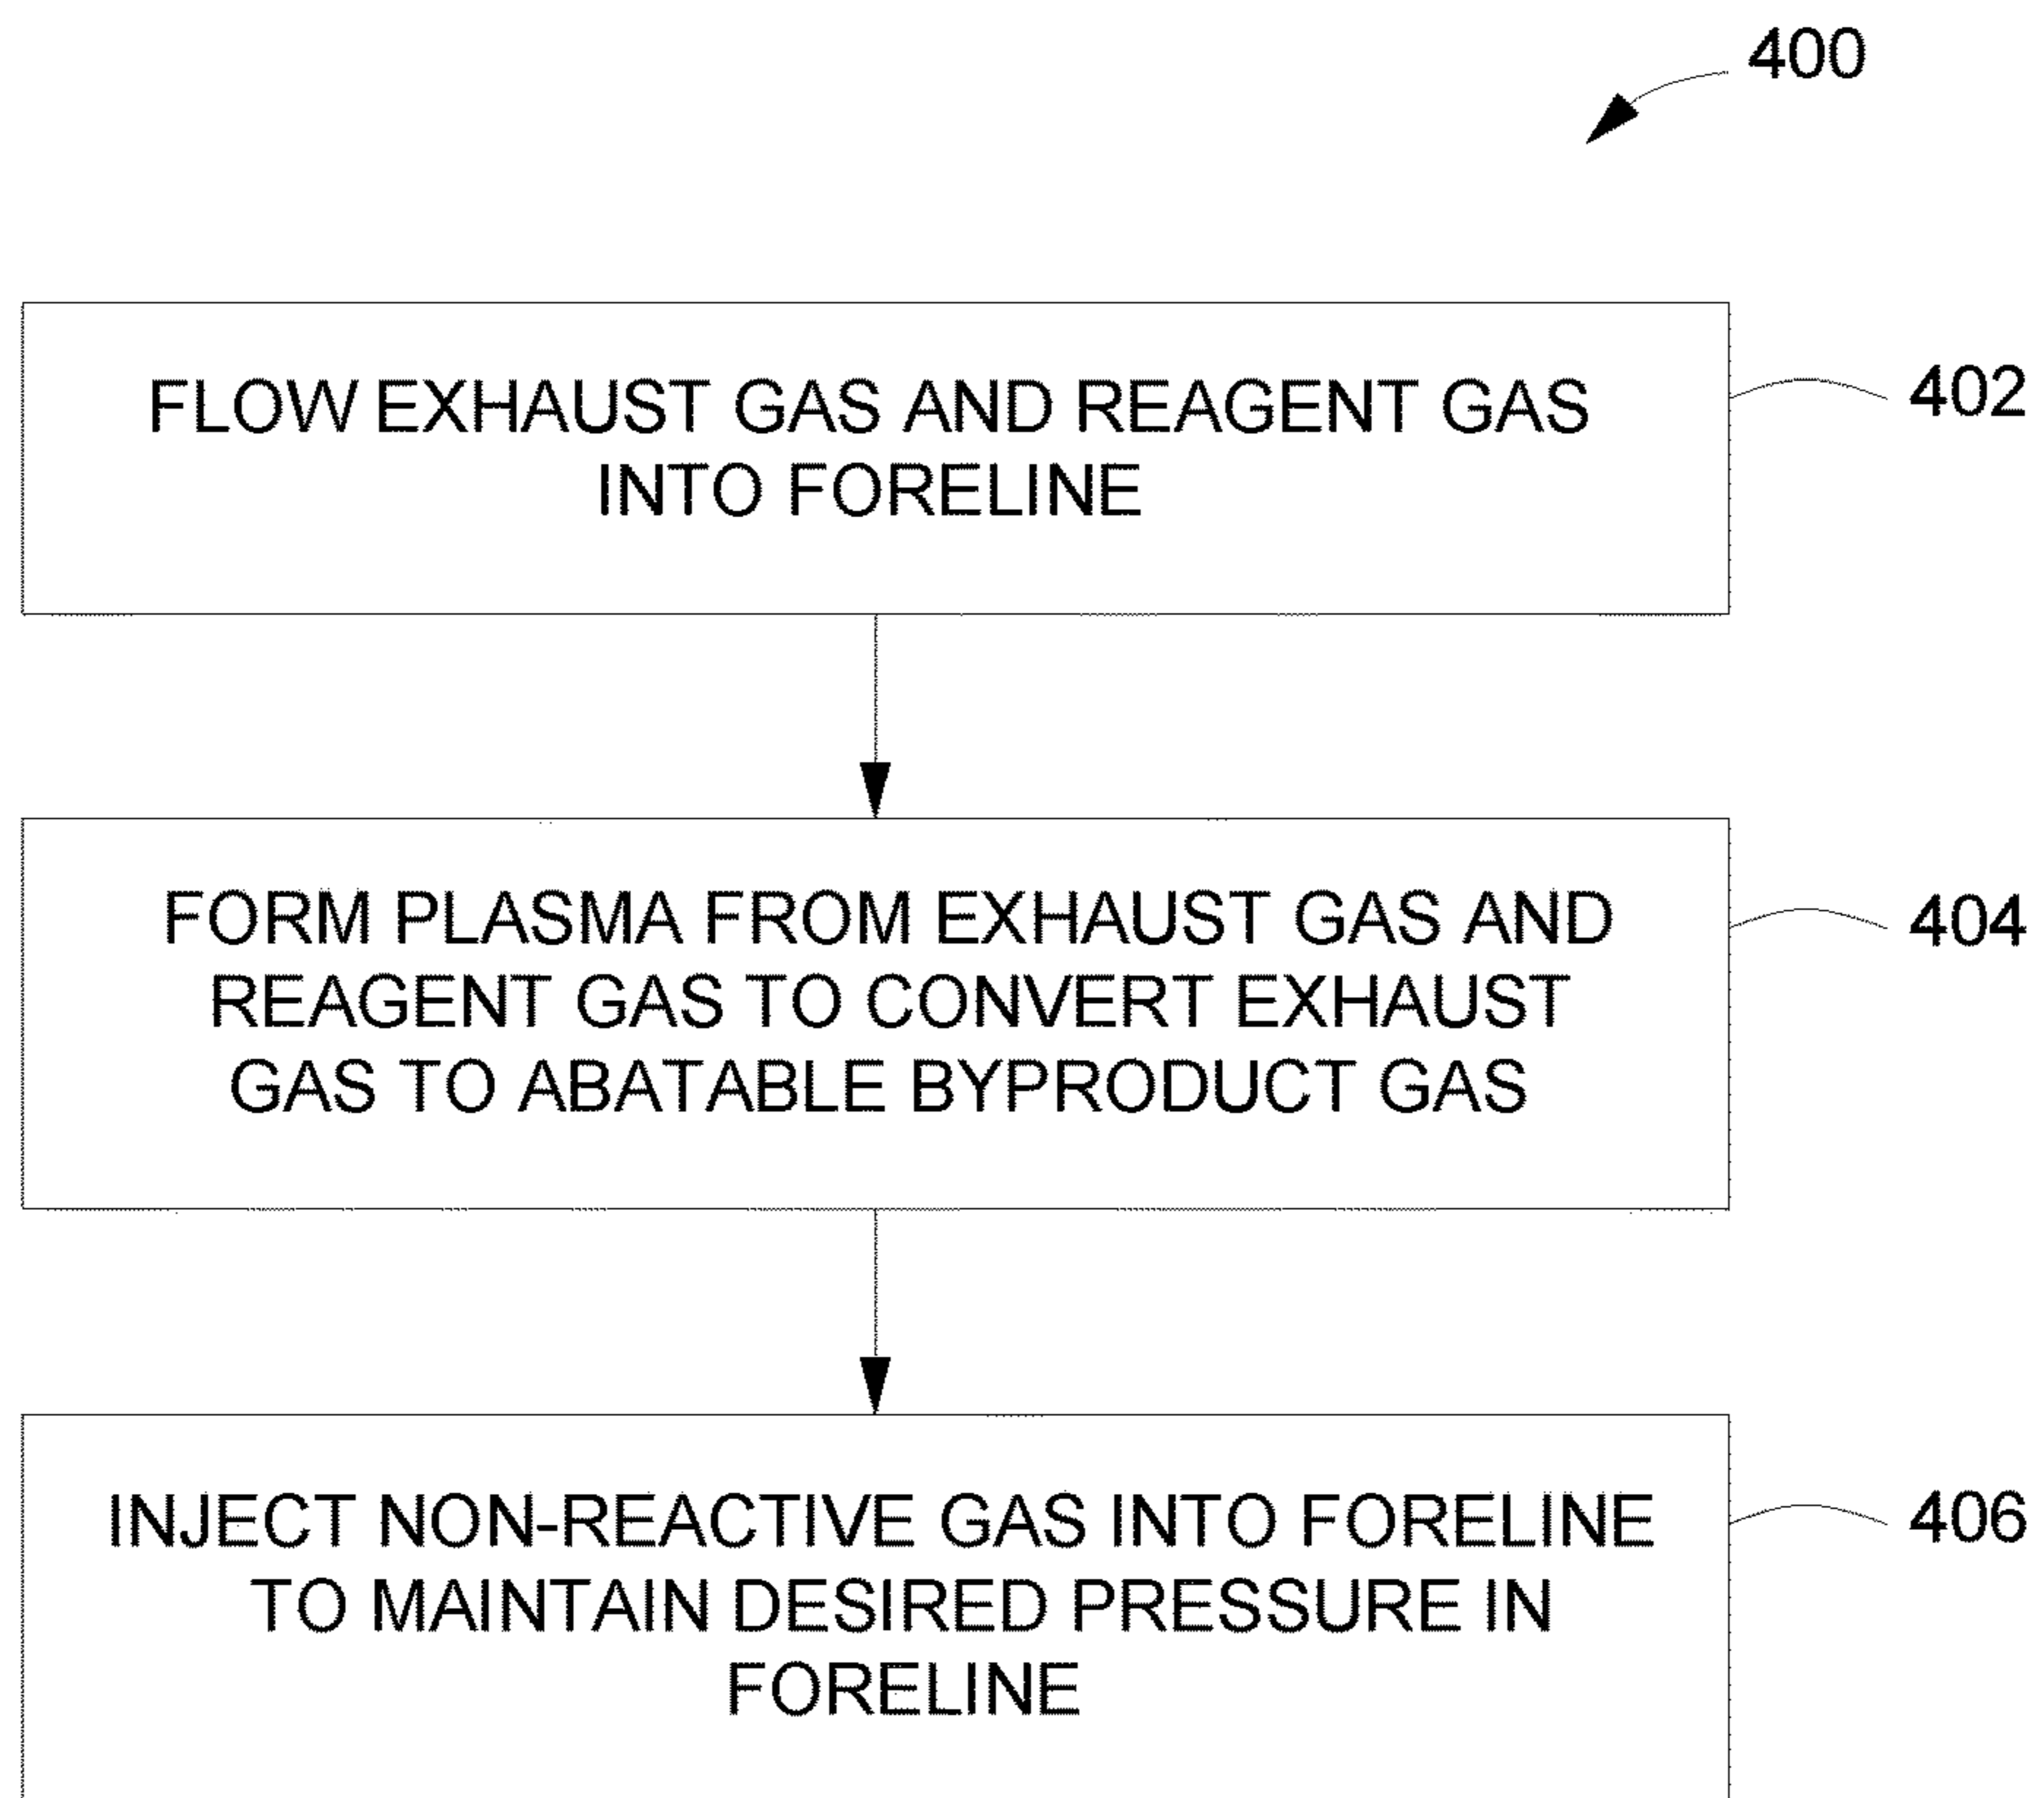 400
FLOW EXHAUST GAS AND REAGENT GAS
INTO FORELINE
402
FORM PLASMA FROM EXHAUST GAS AND
REAGENT GAS TO CONVERT EXHAUST
GAS TO ABATABLE BYPRODUCT GAS
404
INJECT NON-REACTIVE GAS INTO FORELINE
TO MAINTAIN DESIRED PRESSURE IN
FORELINE
406